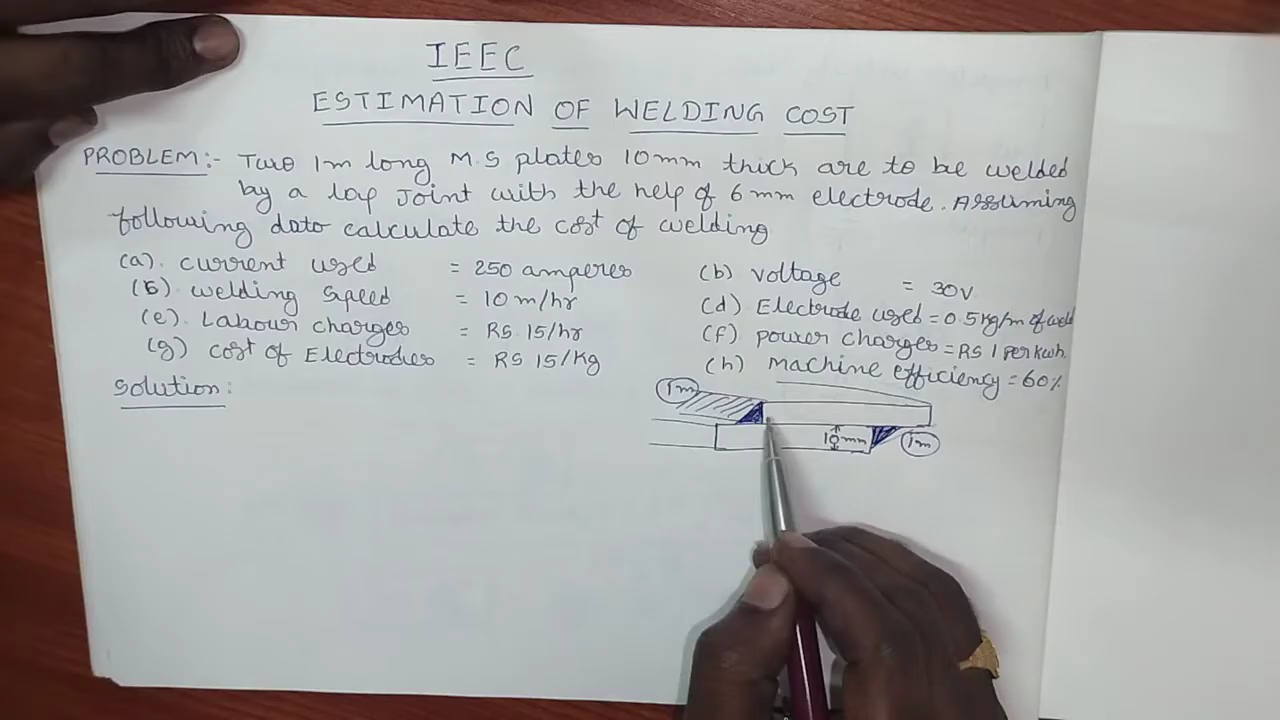 IEEC
ESTIMATION OF WELDING COST
PROBLEM:- Two 1m long M.S plates 10mm thick are to be welded
by a lap Joint with the help of 6mm electrode. Assuming
following data calculate the cost of welding
(a). current used = 250 amperes
(b) voltage = 30V
(c). welding speed = 10 m/hr
(d) Electrode used = 0.5kg/m of weld
(e). Labour charges = RS 15/hr
(f) power charges = RS 1 per kwh.
(g) cost of Electrodes = RS 15/kg
(h) machine efficiency = 60%
Solution:
1m
10mm
1m